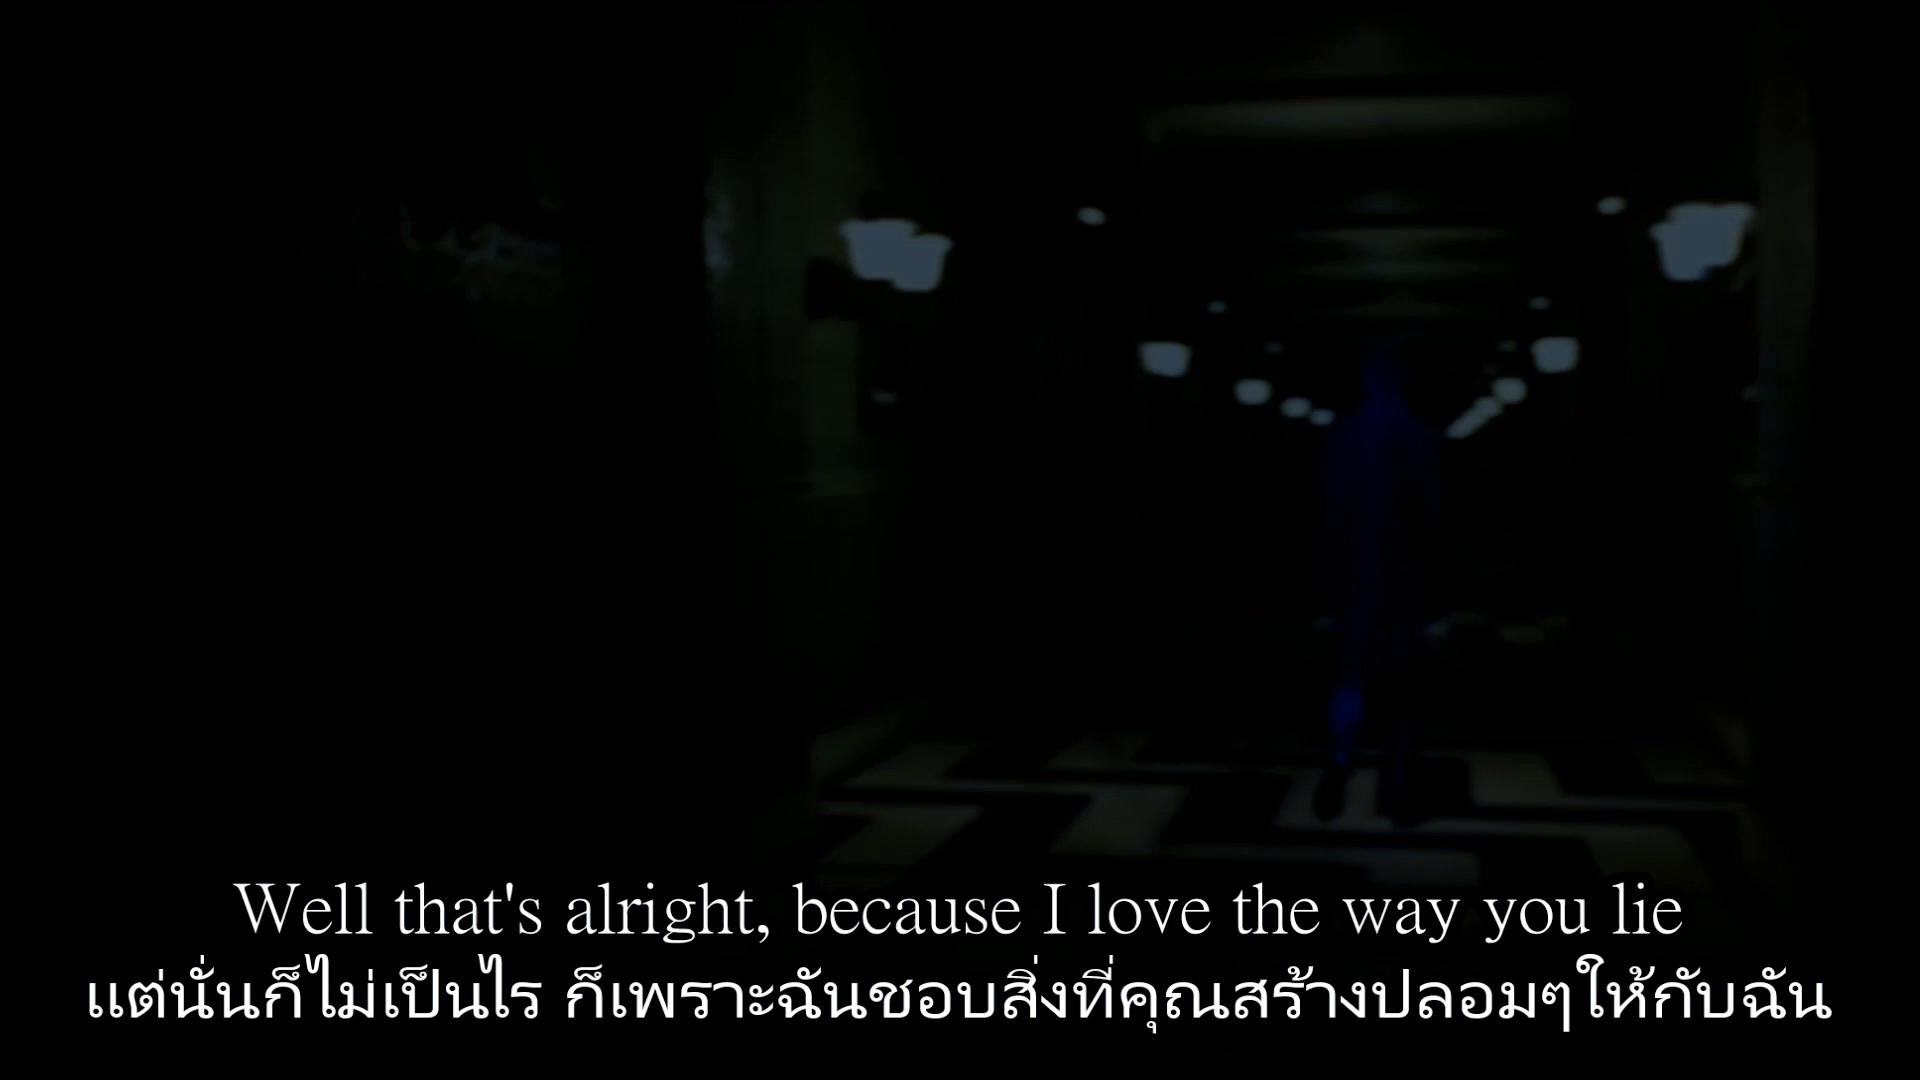 Well that's alright, because I love the way you lie
แต่นั่นก็ไม่เป็นไร ก็เพราะฉันชอบสิ่งที่คุณสร้างปลอมๆให้กับฉัน